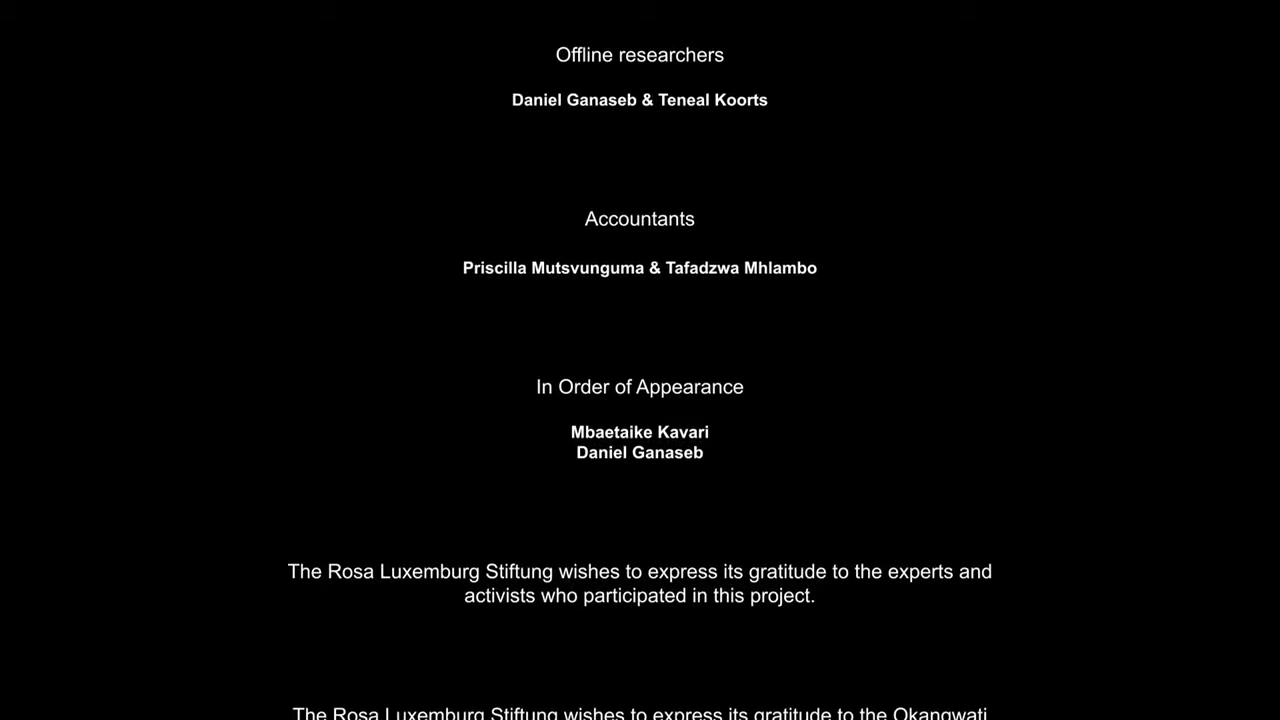 Offline researchers
Daniel Ganaseb & Teneal Koorts
Accountants
Priscilla Mutsvunguma & Tafadzwa Mhlambo
In Order of Appearance
Mbaetaike Kavari
Daniel Ganaseb
The Rosa Luxemburg Stiftung wishes to express its gratitude to the experts and
activists who participated in this project.
The Rosa Luxemburg Stiftung wishes to express its gratitude to the Okangwati